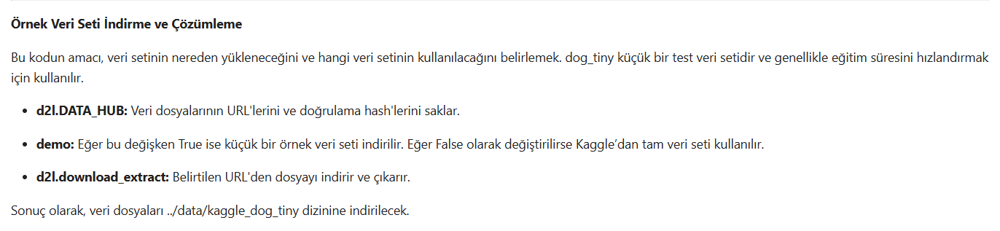 Örnek Veri Seti İndirme ve Çözümleme
Bu kodun amacı, veri setinin nereden yükleneceğini ve hangi veri setinin kullanılacağını belirlemek. dog_tiny küçük bir test veri setidir ve genellikle eğitim süresini hızlandırmak
için kullanılır.
• d2l.DATA_HUB: Veri dosyalarının URL'lerini ve doğrulama hash'lerini saklar.
• demo: Eğer bu değişken True ise küçük bir örnek veri seti indirilir. Eğer False olarak değiştirilirse Kaggle’dan tam veri seti kullanılır.
• d2l.download_extract: Belirtilen URL'den dosyayı indirir ve çıkarır.
Sonuç olarak, veri dosyaları ../data/kaggle_dog_tiny dizinine indirilecek.